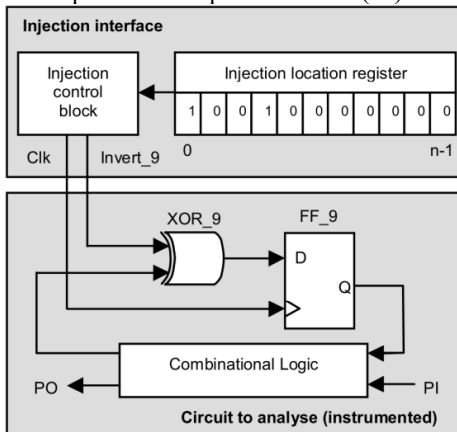 Injection interface
Injection
control
block
Injection location register
1 0 0 1 0 0 0 0 0 0 0
0 n-1
Clk Invert_9
XOR_9 FF_9
D
Q
Combinational Logic
PO PI
Circuit to analyse (instrumented)